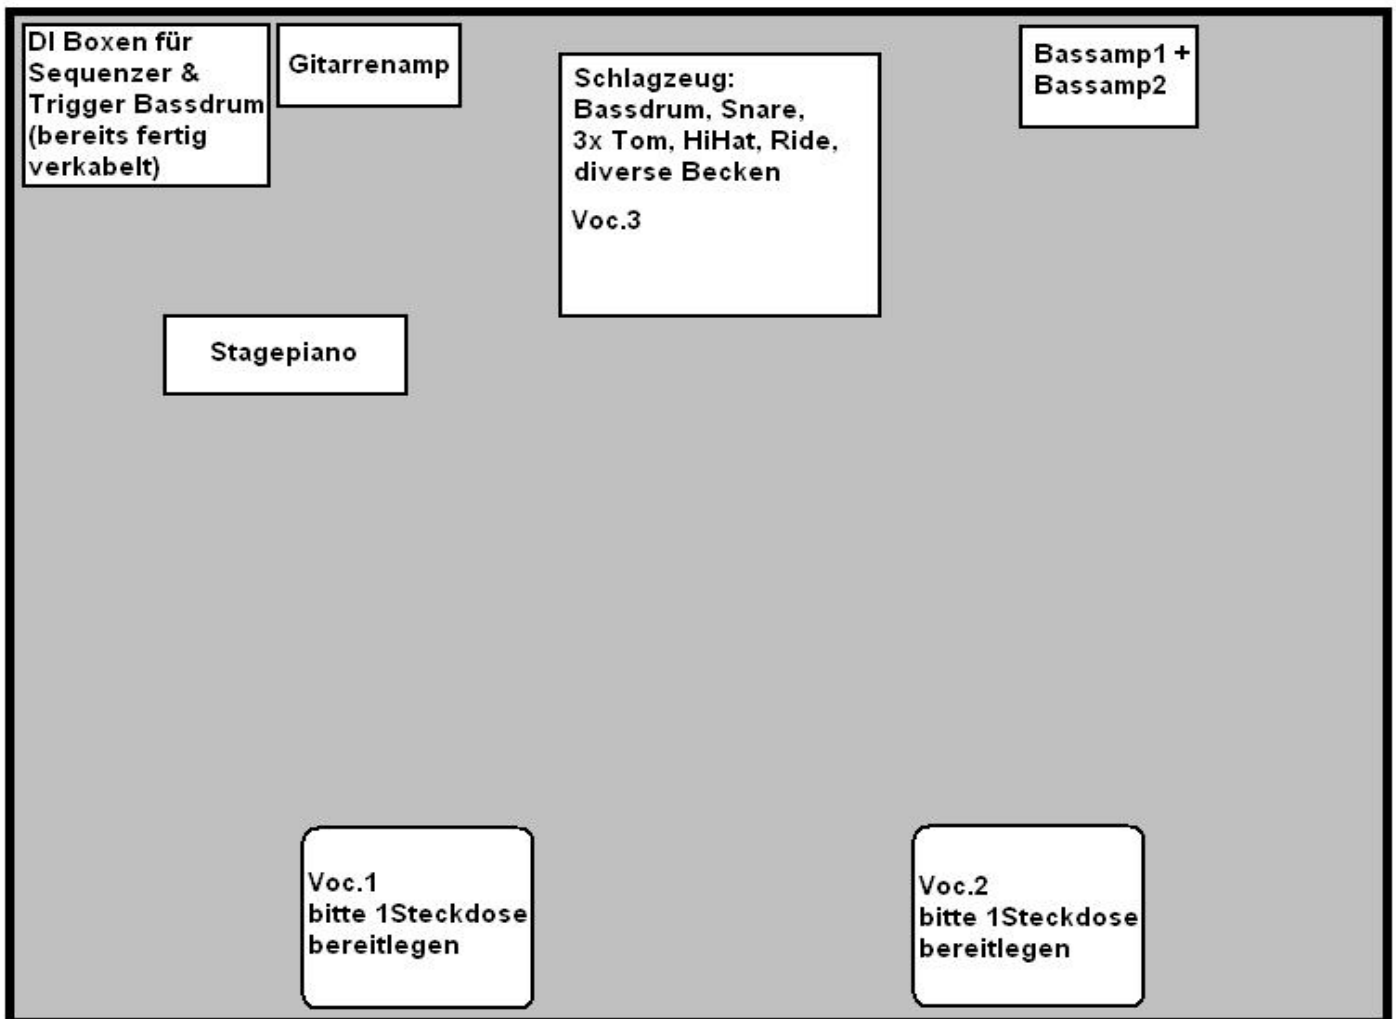 DI Boxen für
Sequenzer &
Trigger Bassdrum
(bereits fertig
verkabelt)
Gitarrenamp
Schlagzeug:
Bassdrum, Snare,
3x Tom, HiHat, Ride,
diverse Becken
Voc.3
Bassamp1 +
Bassamp2
Stagepiano
Voc.1
bitte 1Steckdose
bereitlegen
Voc.2
bitte 1Steckdose
bereitlegen